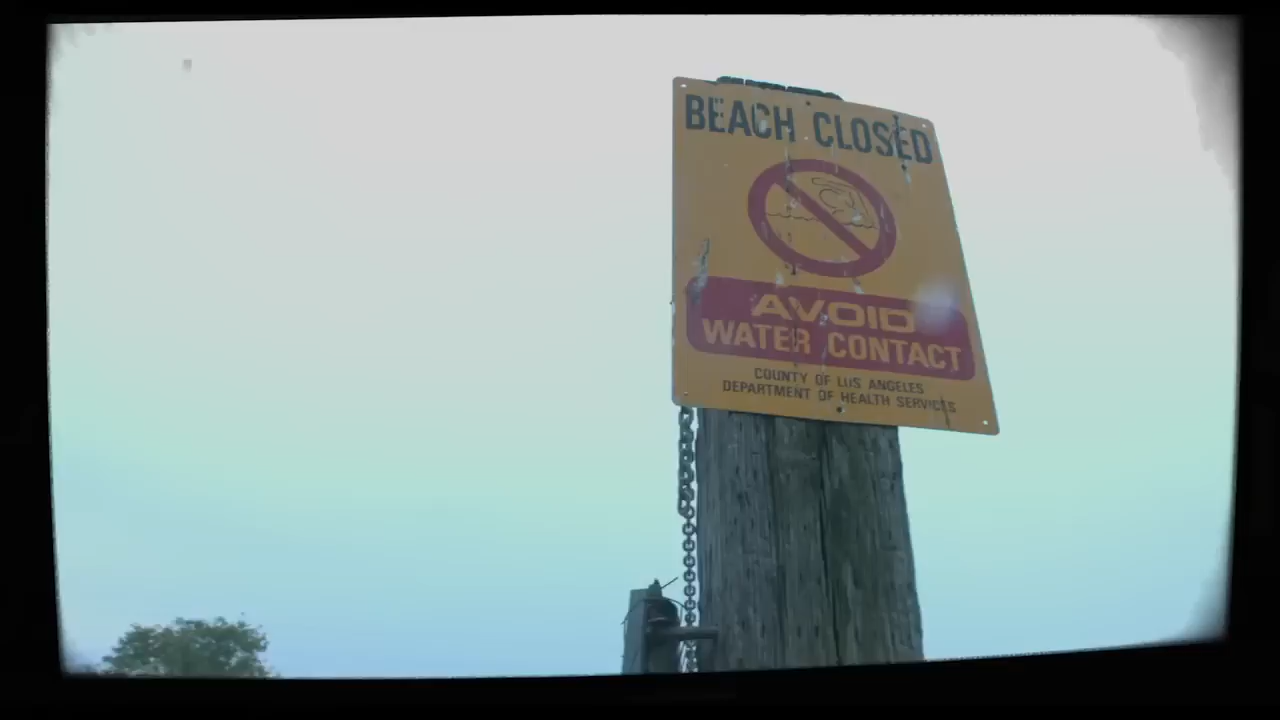 BEACH CLOSED
AVOID
WATER CONTACT
COUNTY OF LOS ANGELES
DEPARTMENT OF HEALTH SERVICES